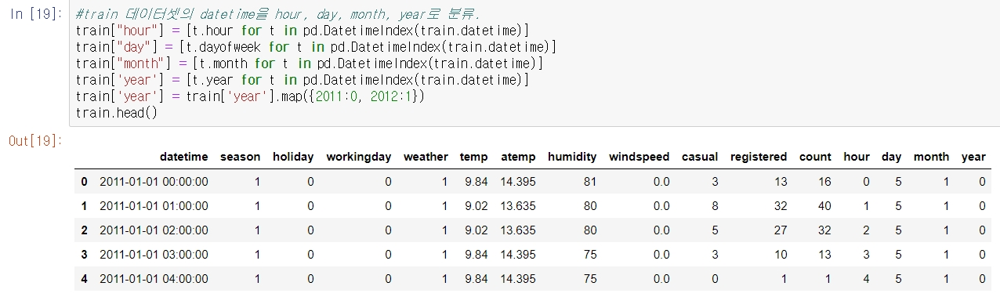 In [19]:
#train 데이터셋의 datetime을 hour, day, month, year로 분류.
train["hour"] = [t.hour for t in pd.DatetimeIndex(train.datetime)]
train["day"] = [t.dayofweek for t in pd.DatetimeIndex(train.datetime)]
train["month"] = [t.month for t in pd.DatetimeIndex(train.datetime)]
train['year'] = [t.year for t in pd.DatetimeIndex(train.datetime)]
train['year'] = train['year'].map({2011:0, 2012:1})
train.head()
Out[19]:
datetime season holiday workingday weather temp atemp humidity windspeed casual registered count hour day month year
0 2011-01-01 00:00:00 1 0 0 1 9.84 14.395 81 0.0 3 13 16 0 5 1 0
1 2011-01-01 01:00:00 1 0 0 1 9.02 13.635 80 0.0 8 32 40 1 5 1 0
2 2011-01-01 02:00:00 1 0 0 1 9.02 13.635 80 0.0 5 27 32 2 5 1 0
3 2011-01-01 03:00:00 1 0 0 1 9.84 14.395 75 0.0 3 10 13 3 5 1 0
4 2011-01-01 04:00:00 1 0 0 1 9.84 14.395 75 0.0 0 1 1 4 5 1 0